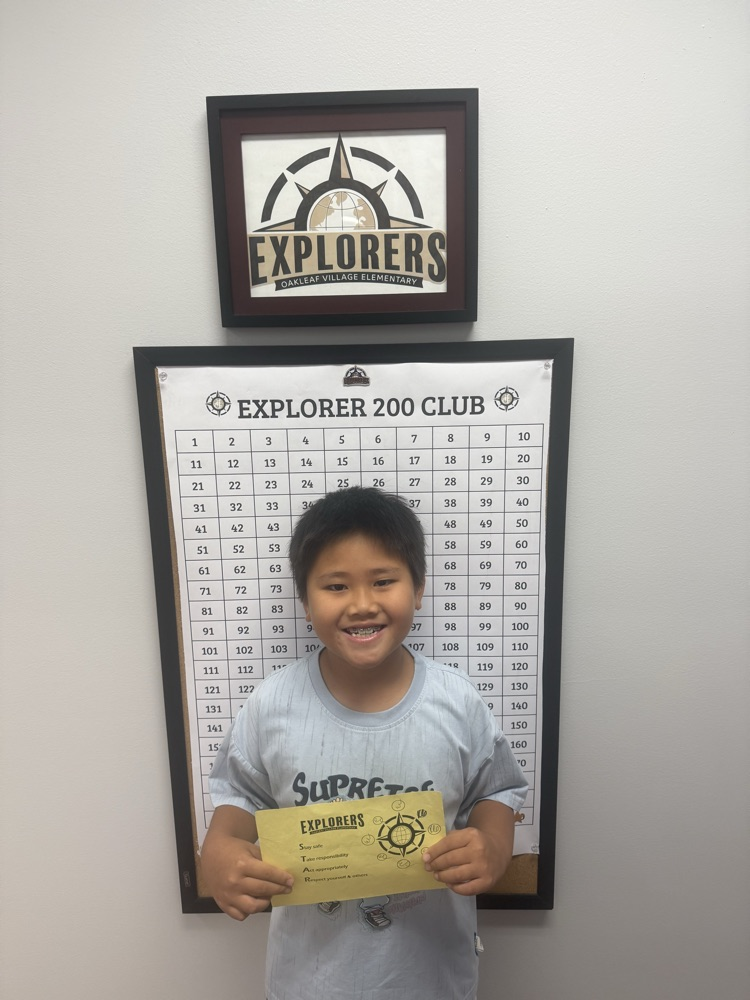 EXPLORERS
OAKLEAF VILLAGE ELEMENTARY
EXPLORER 200 CLUB
1 2 3 4 5 6 7 8 9 10
11 12 13 14 15 16 17 18 19 20
21 22 23 24 25 26 27 28 29 30
31 32 33 34 37 38 39 40
41 42 43 48 49 50
51 52 53 58 59 60
61 62 63 68 69 70
71 72 73 78 79 80
81 82 83 88 89 90
91 92 93 97 98 99 100
101 102 103 107 108 109 110
111 112 119 120
121 122 129 130
131 140
141 150
160
EXPLORERS
Stay safe
Take responsibility
Act appropriately
Respect yourself & others